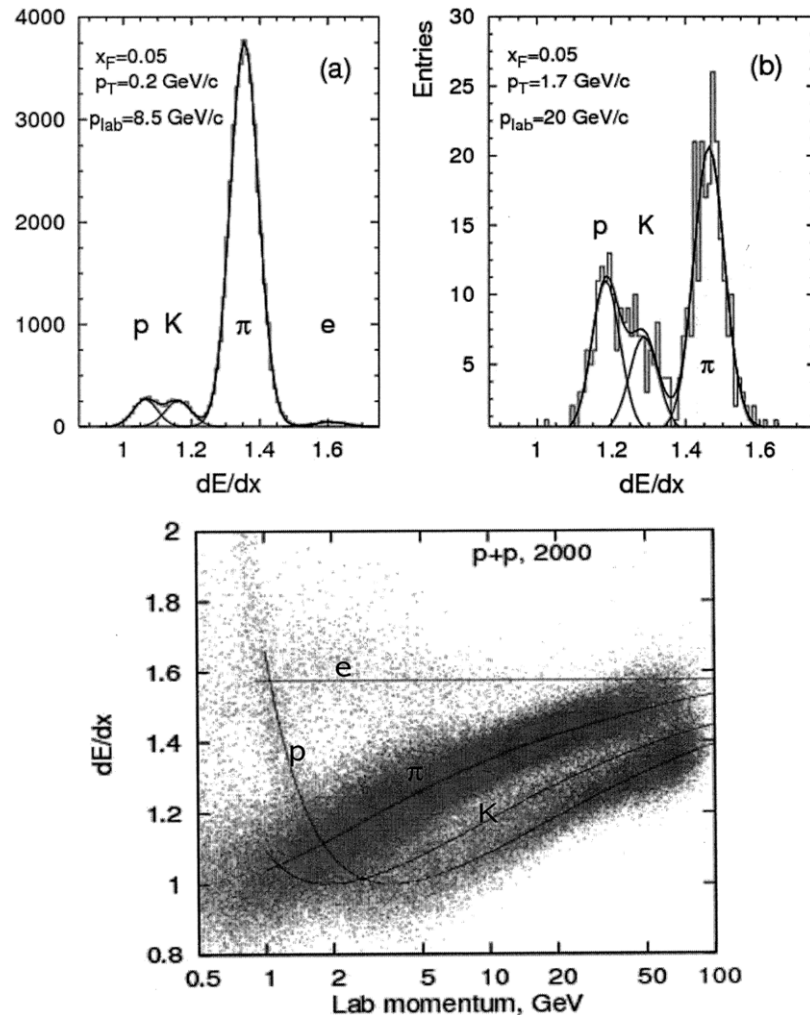 4000
3000
2000
1000
0
x_F=0.05
p_T=0.2 GeV/c
p_lab=8.5 GeV/c
(a)
p K π e
1 1.2 1.4 1.6
dE/dx
Entries
30
25
20
15
10
5
x_F=0.05
p_T=1.7 GeV/c
p_lab=20 GeV/c
(b)
p K π
1 1.2 1.4 1.6
dE/dx
p+p, 2000
2
1.8
1.6
1.4
1.2
1
0.8
dE/dx
e
p
π
K
0.5 1 2 5 10 20 50 100
Lab momentum, GeV